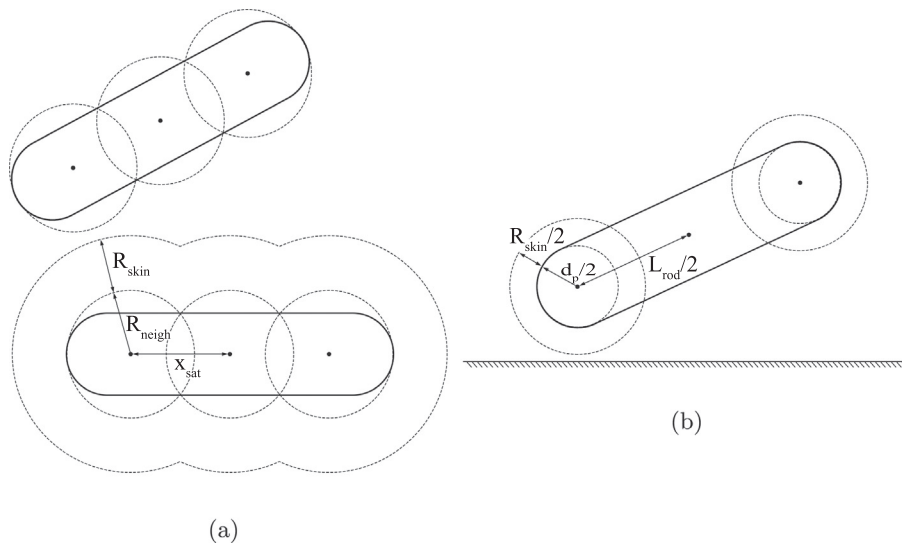 R_skin
R_neigh
x_sat
(a)
R_skin/2
d_p/2
L_rod/2
(b)